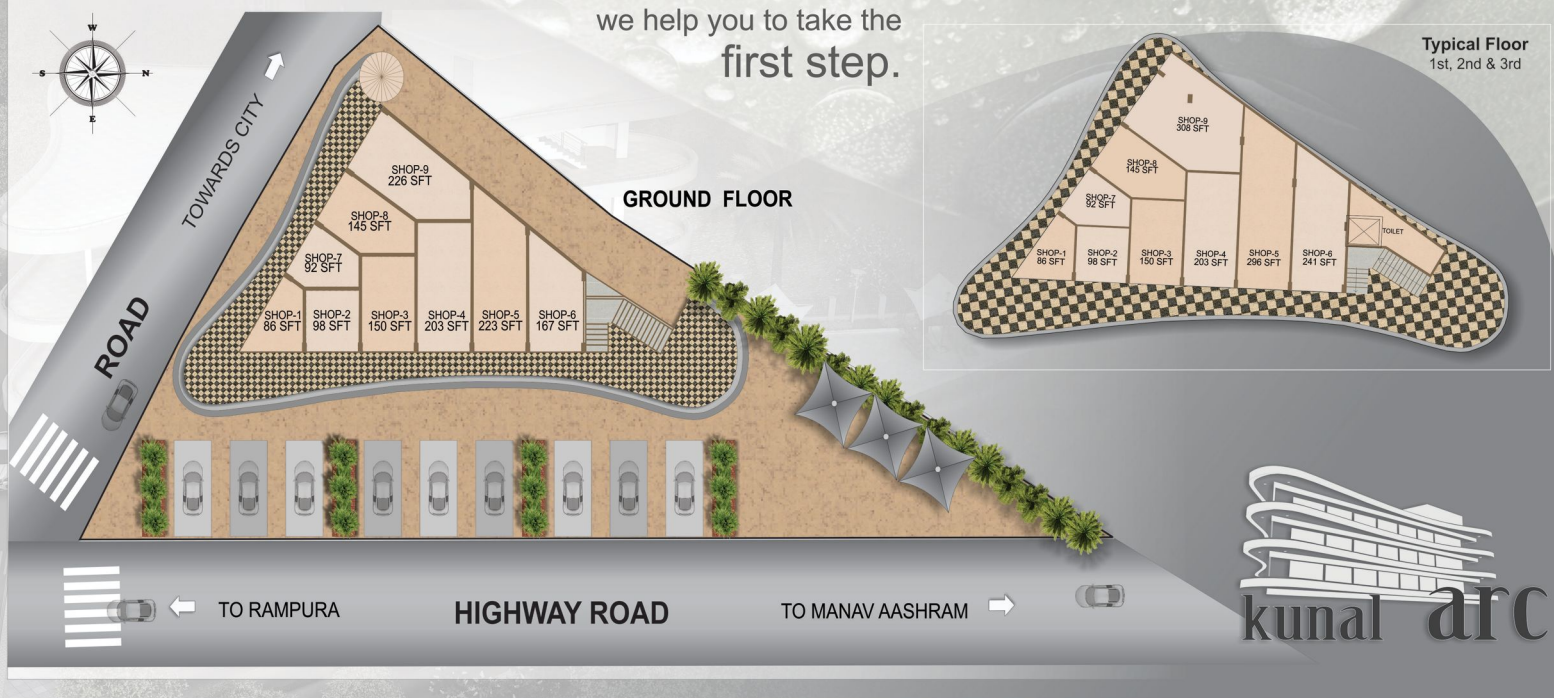 we help you to take the
first step.
W
S
N
E
TOWARDS CITY
ROAD
GROUND FLOOR
SHOP-9
226 SFT
SHOP-8
145 SFT
SHOP-7
92 SFT
SHOP-1
86 SFT
SHOP-2
98 SFT
SHOP-3
150 SFT
SHOP-4
203 SFT
SHOP-5
223 SFT
SHOP-6
167 SFT
Typical Floor
1st, 2nd & 3rd
SHOP-9
308 SFT
SHOP-8
145 SFT
SHOP-7
92 SFT
SHOP-1
86 SFT
SHOP-2
98 SFT
SHOP-3
150 SFT
SHOP-4
203 SFT
SHOP-5
296 SFT
SHOP-6
241 SFT
TOILET
TO RAMPURA
HIGHWAY ROAD
TO MANAV AASHRAM
kunal arc